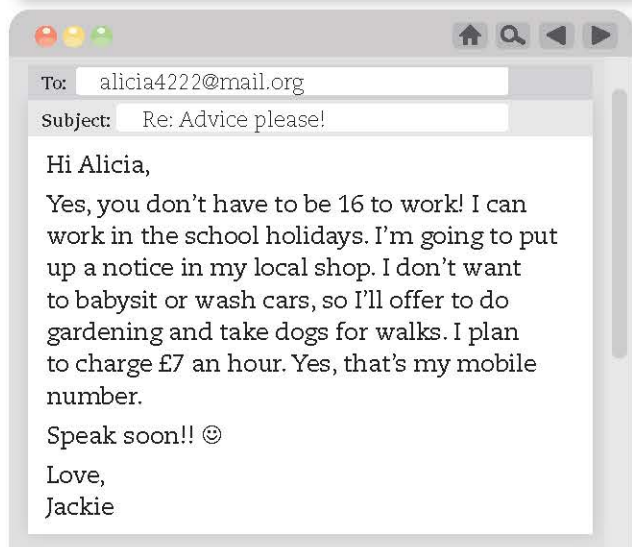 To: alicia4222@mail.org
Subject: Re: Advice please!
Hi Alicia,
Yes, you don't have to be 16 to work! I can
work in the school holidays. I'm going to put
up a notice in my local shop. I don't want
to babysit or wash cars, so I'll offer to do
gardening and take dogs for walks. I plan
to charge £7 an hour. Yes, that's my mobile
number.
Speak soon!! ☺
Love,
Jackie